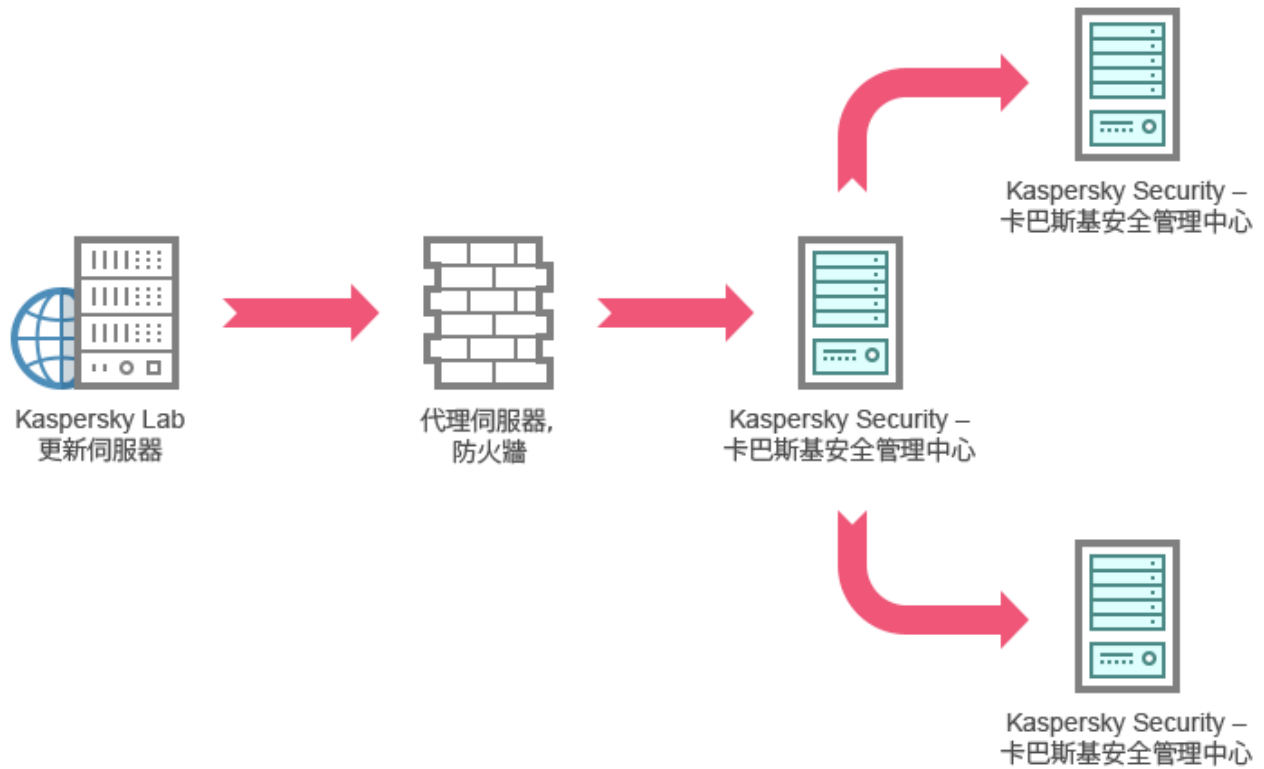 Kaspersky Security –
卡巴斯基安全管理中心
Kaspersky Lab
更新伺服器
代理伺服器,
防火牆
Kaspersky Security –
卡巴斯基安全管理中心
Kaspersky Security –
卡巴斯基安全管理中心